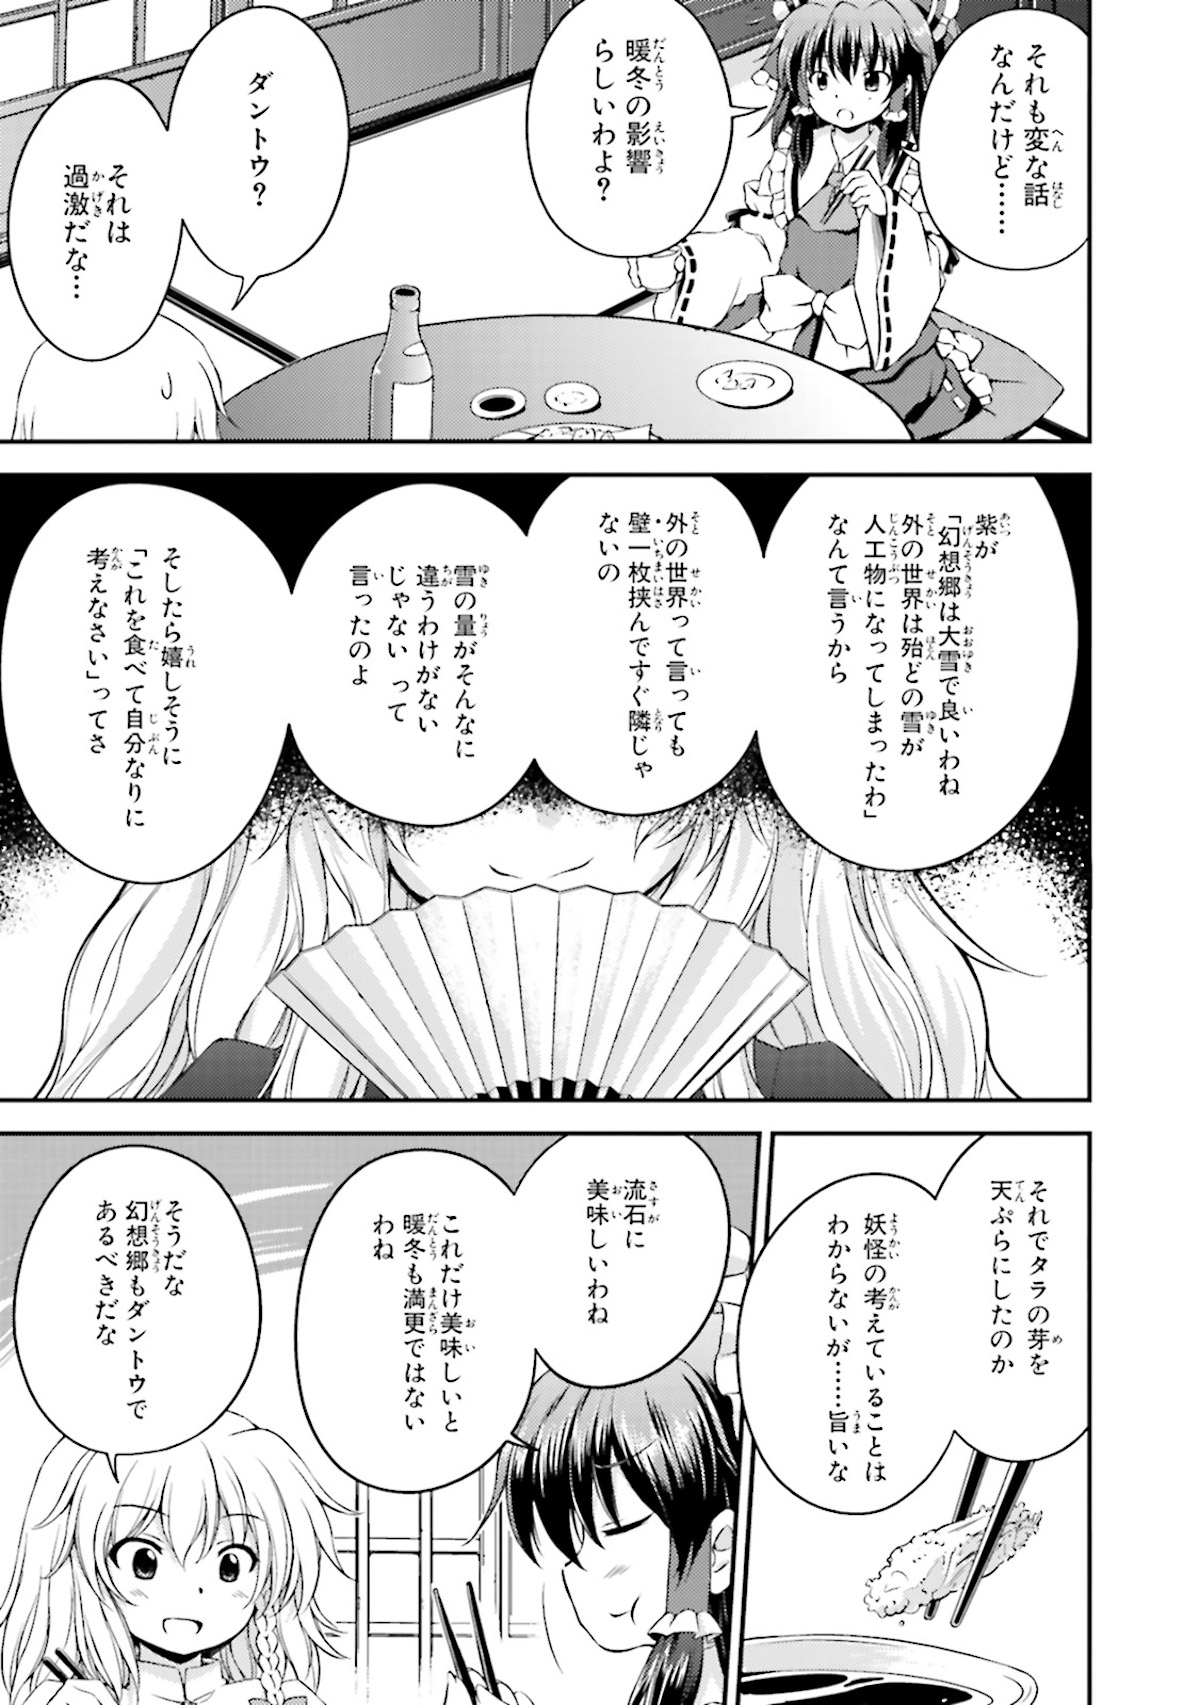 それも変な話
なんだけど……
暖冬の影響
らしいわよ？
ダントウ？
それは
過激だな…
紫が
「幻想郷は大雪で良いわね
外の世界は殆どの雪が
人工物になってしまったわ」
なんて言うから
外の世界って言っても
壁一枚挟んですぐ隣じゃ
ないの
雪の量がそんなに
違うわけがない
じゃない って
言ったのよ
そしたら嬉しそうに
「これを食べて自分なりに
考えなさい」ってさ
それでタラの芽を
天ぷらにしたのか
妖怪の考えていることは
わからないが……旨いな
流石に
美味しいわね
これだけ美味しいと
暖冬も満更ではない
わね
そうだな
幻想郷もダントウで
あるべきだな